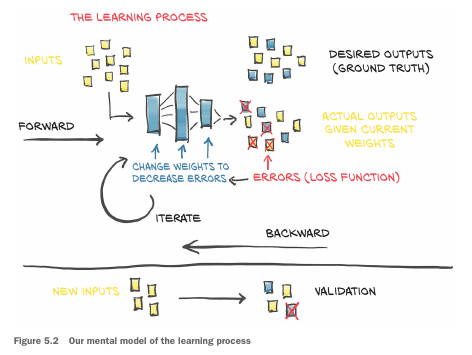 THE LEARNING PROCESS
INPUTS
DESIRED OUTPUTS
(GROUND TRUTH)
ACTUAL OUTPUTS
GIVEN CURRENT
WEIGHTS
FORWARD
CHANGE WEIGHTS TO
DECREASE ERRORS
ERRORS (LOSS FUNCTION)
ITERATE
BACKWARD
NEW INPUTS
VALIDATION
Figure 5.2 Our mental model of the learning process